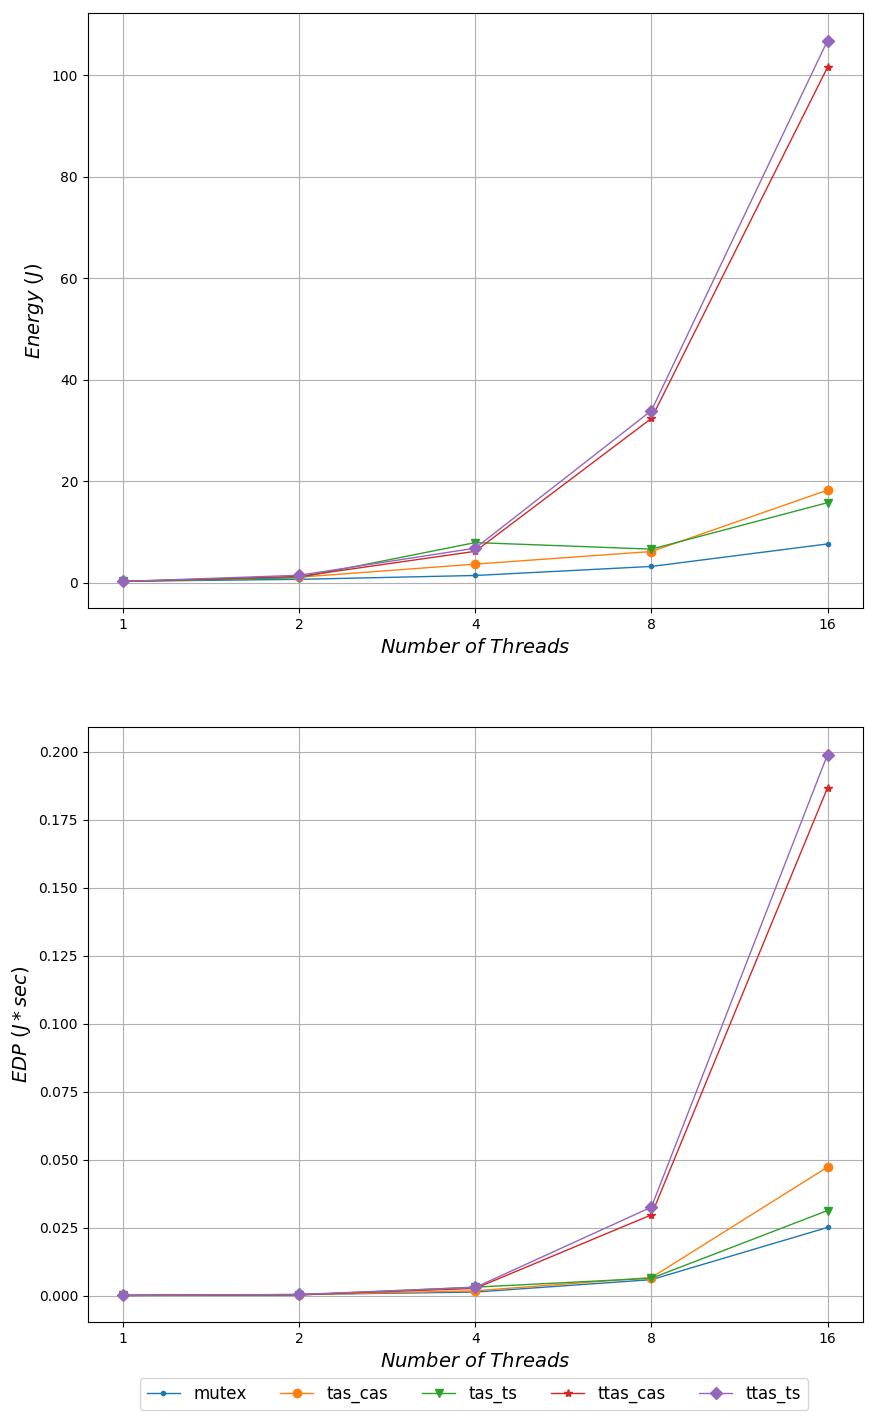 100
80
60
40
20
0
Energy (J)
1 2 4 8 16
Number of Threads
0.200
0.175
0.150
0.125
0.100
0.075
0.050
0.025
0.000
EDP (J * sec)
1 2 4 8 16
Number of Threads
mutex tas_cas tas_ts ttas_cas ttas_ts